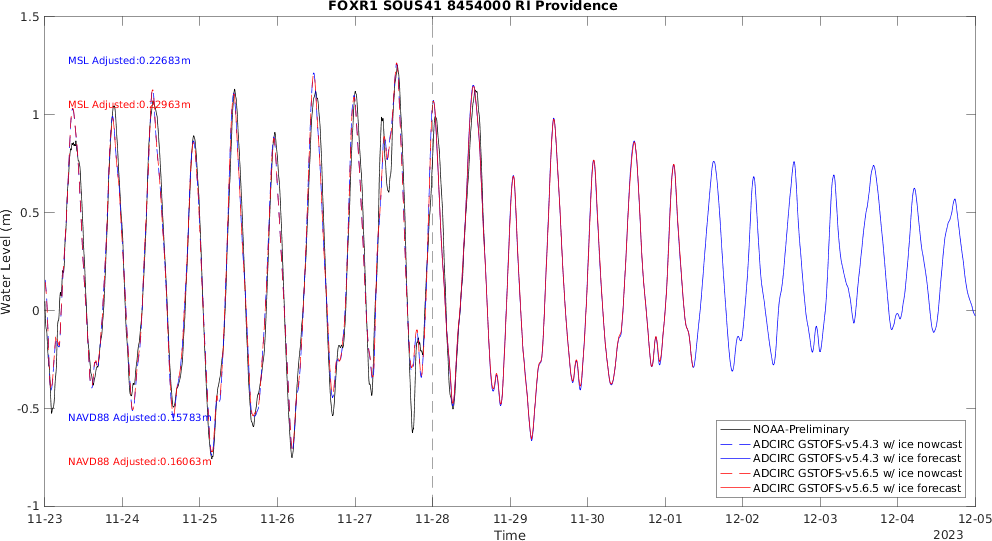 FOXR1 SOUS41 8454000 RI Providence
1.5
1
0.5
0
-0.5
-1
Water Level (m)
MSL Adjusted:0.22683m
MSL Adjusted:0.22963m
NAVD88 Adjusted:0.15783m
NAVD88 Adjusted:0.16063m
NOAA-Preliminary
ADCIRC GSTOFS-v5.4.3 w/ ice nowcast
ADCIRC GSTOFS-v5.4.3 w/ ice forecast
ADCIRC GSTOFS-v5.6.5 w/ ice nowcast
ADCIRC GSTOFS-v5.6.5 w/ ice forecast
11-23 11-24 11-25 11-26 11-27 11-28 11-29 11-30 12-01 12-02 12-03 12-04 12-05
Time
2023